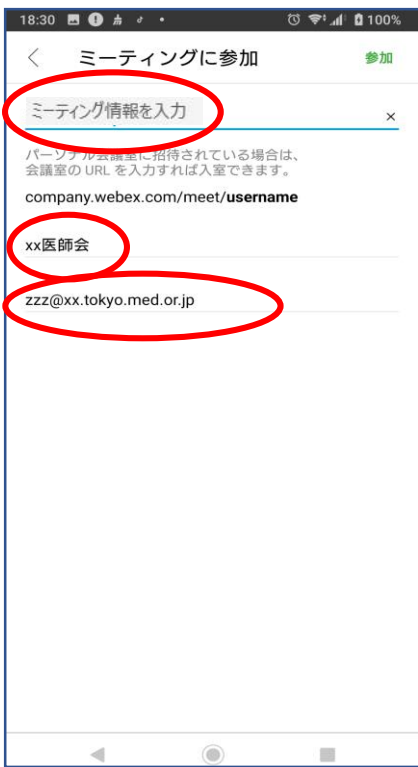 18:30 100%
ミーティングに参加 参加
ミーティング情報を入力 ×
パーソナル会議室に招待されている場合は、
会議室の URL を入力すれば入室できます。
company.webex.com/meet/username
xx医師会
zzz@xx.tokyo.med.or.jp